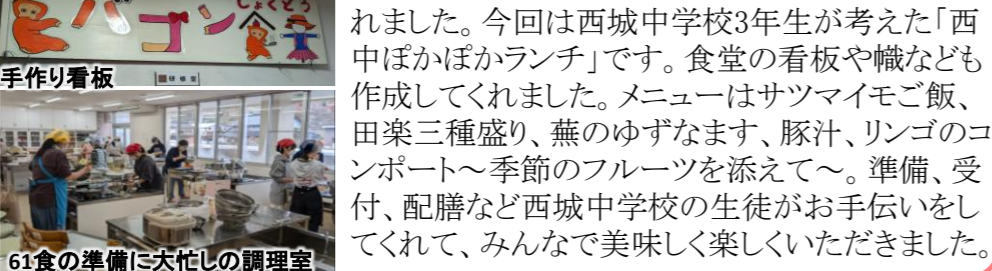 しょくどう
ヒバゴン
研修室
手作り看板
61食の準備に大忙しの調理室
れました。今回は西城中学校3年生が考えた「西
中ぽかぽかランチ」です。食堂の看板や幟なども
作成してくれました。メニューはサツマイモご飯、
田楽三種盛り、蕪のゆずなます、豚汁、リンゴのコ
ンポート～季節のフルーツを添えて～。準備、受
付、配膳など西城中学校の生徒がお手伝いをし
てくれて、みんなで美味しく楽しくいただきました。